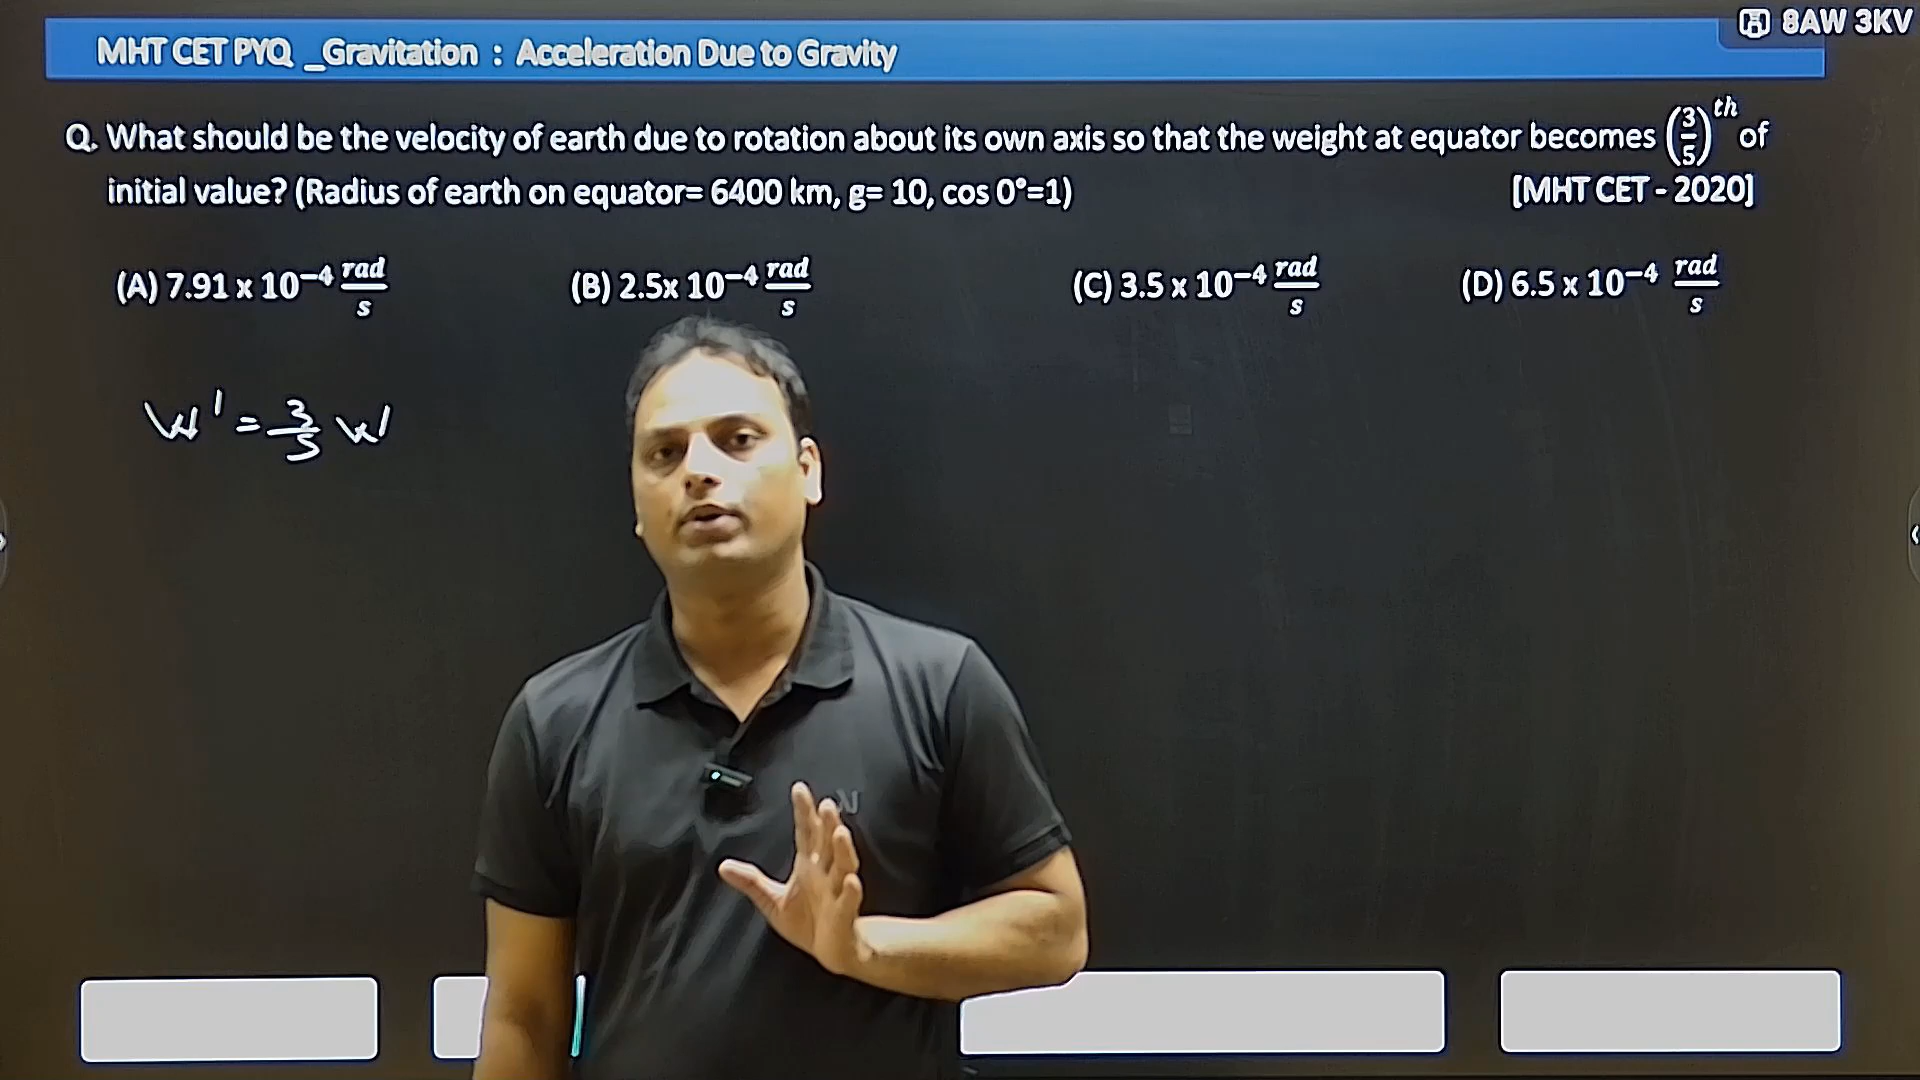 8AW 3KV
MHT CET PYQ _Gravitation : Acceleration Due to Gravity
Q. What should be the velocity of earth due to rotation about its own axis so that the weight at equator becomes (3/5)^th of
initial value? (Radius of earth on equator= 6400 km, g= 10, cos 0°=1) [MHT CET - 2020]
(A) 7.91 x 10^−4 rad/s (B) 2.5x 10^−4 rad/s (C) 3.5 x 10^−4 rad/s (D) 6.5 x 10^−4 rad/s
W' = 3/5 W